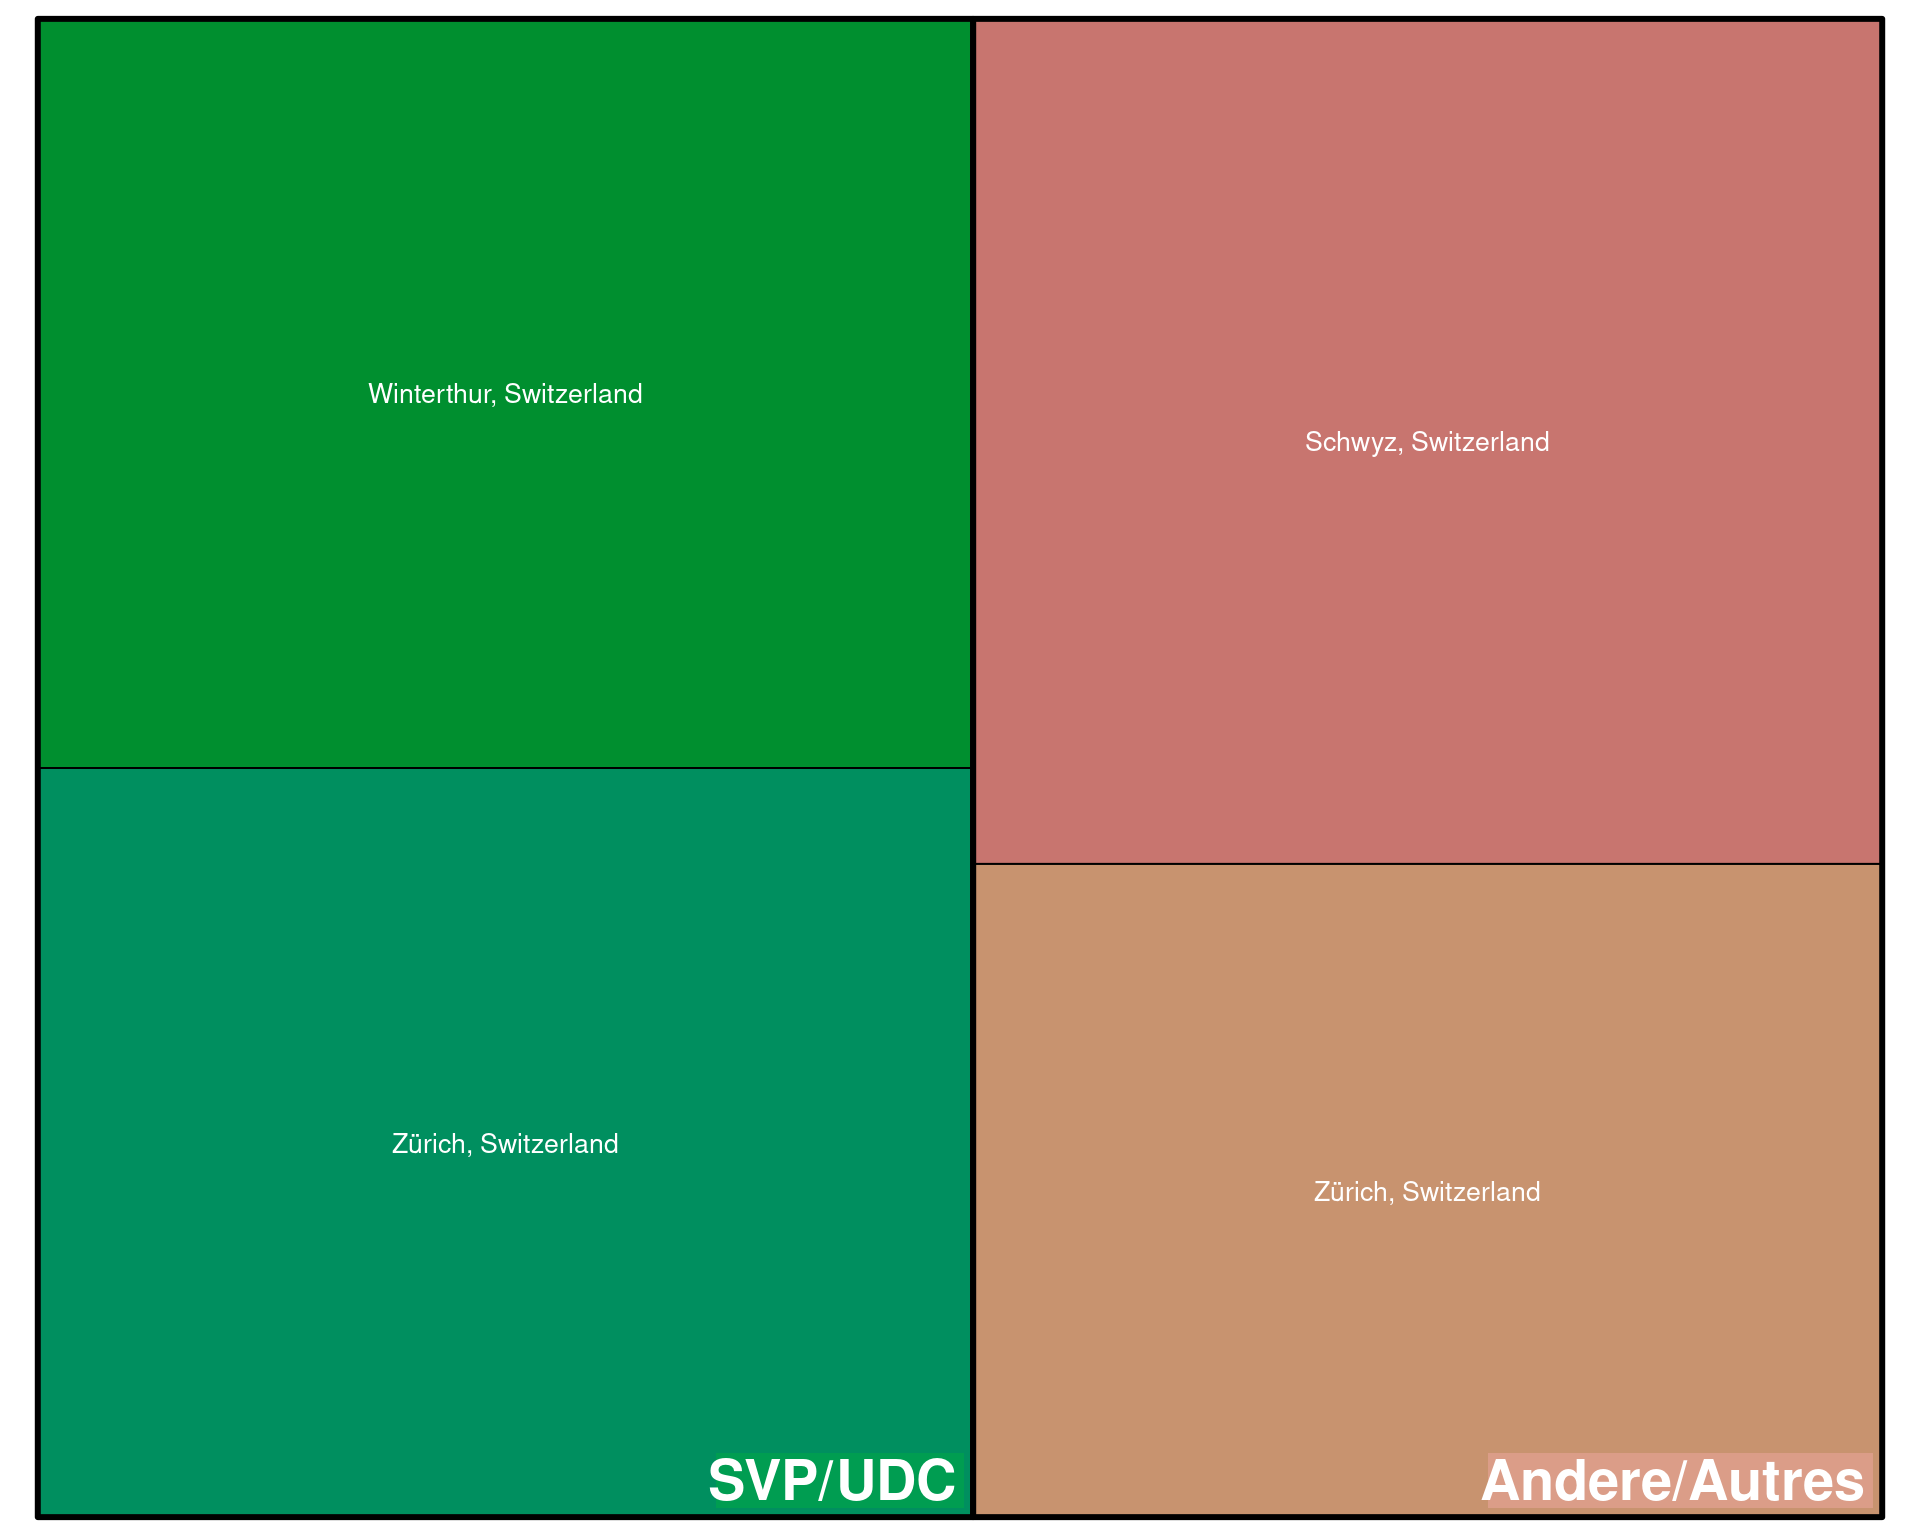 Winterthur, Switzerland
Schwyz, Switzerland
Zürich, Switzerland
Zürich, Switzerland
SVP/UDC
Andere/Autres